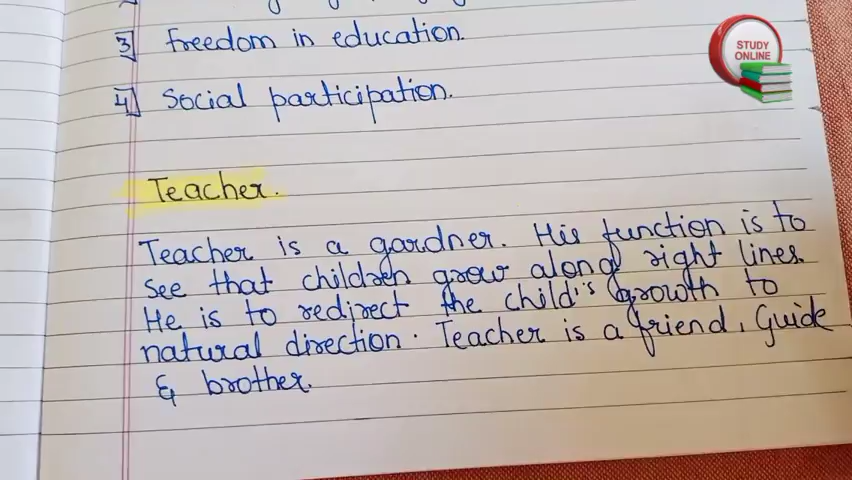 3] Freedom in education.
4] Social participation.
STUDY
ONLINE
Teacher.
Teacher is a gardner. His function is to
see that children grow along right lines.
He is to redirect the child's growth to
natural direction. Teacher is a friend, Guide
& brother.